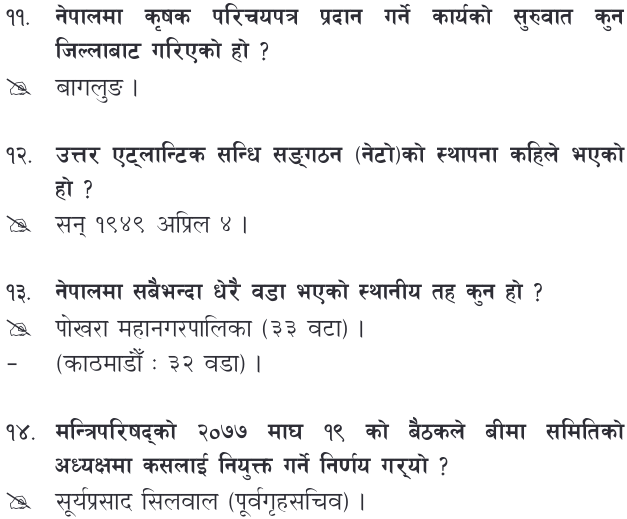 ११. नेपालमा कृषक परिचयपत्र प्रदान गर्ने कार्यको सुरुवात कुन
जिल्लाबाट गरिएको हो ?
बागलुङ ।
१२. उत्तर एट्लान्टिक सन्धि सङ्गठन (नेटो)को स्थापना कहिले भएको
हो ?
सन् १९४९ अप्रिल ४ ।
१३. नेपालमा सबैभन्दा धेरै वडा भएको स्थानीय तह कुन हो ?
पोखरा महानगरपालिका (३३ वटा) ।
– (काठमाडौँ : ३२ वडा) ।
१४. मन्त्रिपरिषद्को २०७७ माघ १९ को बैठकले बीमा समितिको
अध्यक्षमा कसलाई नियुक्त गर्ने निर्णय गर्‍यो ?
सूर्यप्रसाद सिलवाल (पूर्वगृहसचिव) ।